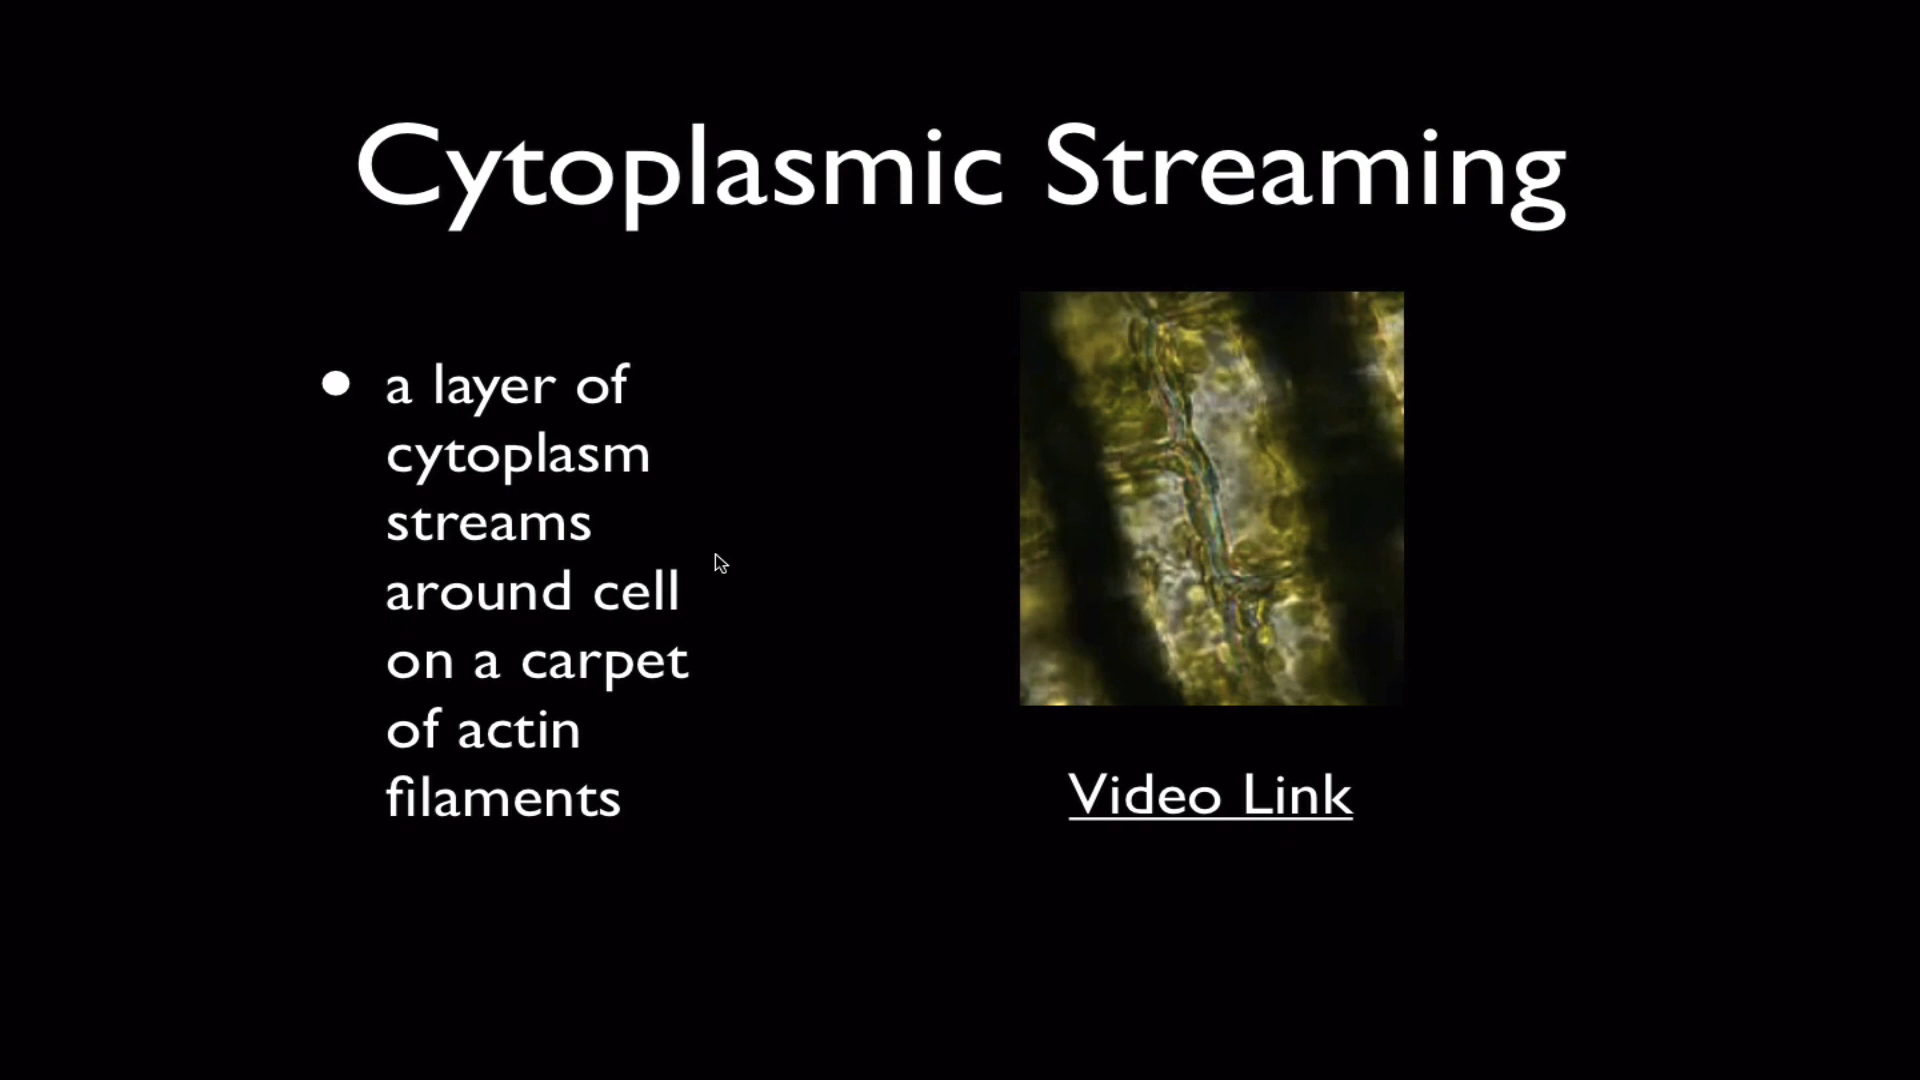 Cytoplasmic Streaming
• a layer of
cytoplasm
streams
around cell
on a carpet
of actin
filaments
Video Link